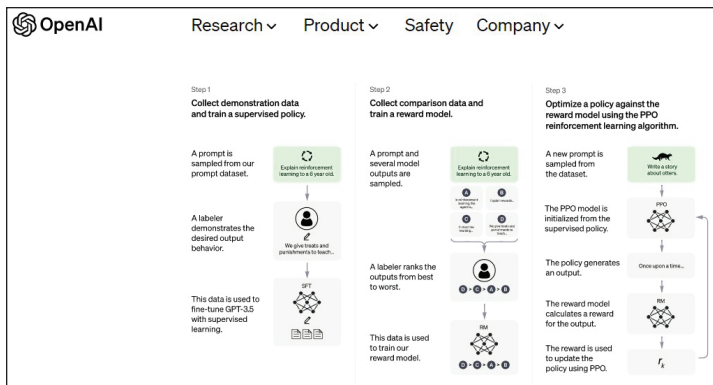 OpenAI
Research Product Safety Company
Step 1
Collect demonstration data
and train a supervised policy.
A prompt is
sampled from our
prompt dataset.
Explain reinforcement
learning to a 6 year old.
A labeler
demonstrates the
desired output
behavior.
We give treats and
punishments to teach...
This data is used to
fine-tune GPT-3.5
with supervised
learning.
SFT
Step 2
Collect comparison data and
train a reward model.
A prompt and
several model
outputs are
sampled.
Explain reinforcement
learning to a 6 year old.
A
B
C
D
We give treats and
punishments to
teach...
A labeler ranks the
outputs from best
to worst.
D > C > A > B
This data is used
to train our
reward model.
RM
D > C > A > B
Step 3
Optimize a policy against the
reward model using the PPO
reinforcement learning algorithm.
A new prompt is
sampled from
the dataset.
Write a story
about otters.
The PPO model is
initialized from the
supervised policy.
PPO
The policy generates
an output.
Once upon a time...
The reward model
calculates a reward
for the output.
RM
The reward is used
to update the
policy using PPO.
rk